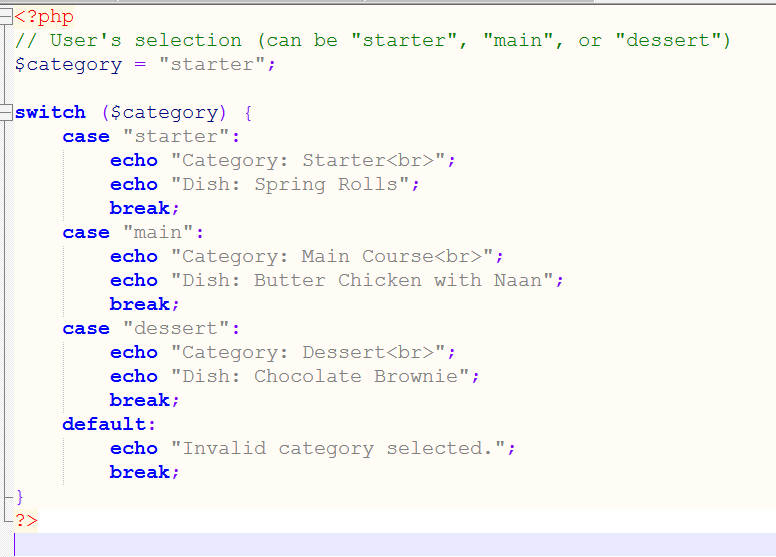 <?php
// User's selection (can be "starter", "main", or "dessert")
$category = "starter";
switch ($category) {
case "starter":
echo "Category: Starter<br>";
echo "Dish: Spring Rolls";
break;
case "main":
echo "Category: Main Course<br>";
echo "Dish: Butter Chicken with Naan";
break;
case "dessert":
echo "Category: Dessert<br>";
echo "Dish: Chocolate Brownie";
break;
default:
echo "Invalid category selected.";
break;
}
?>